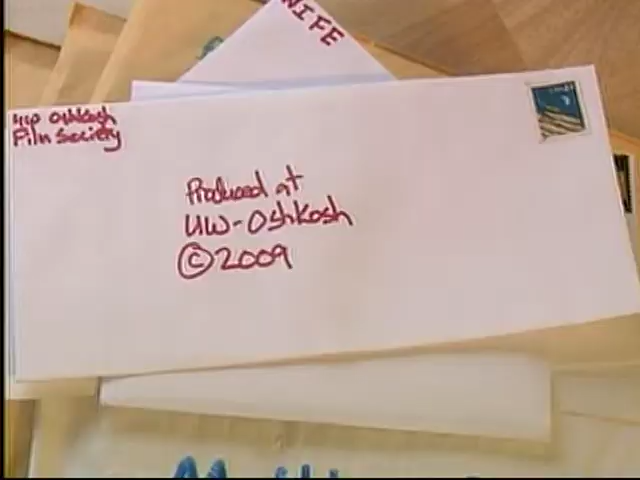 WIFE
UW Oshkosh
Film Society
Produced at
UW-Oshkosh
©2009